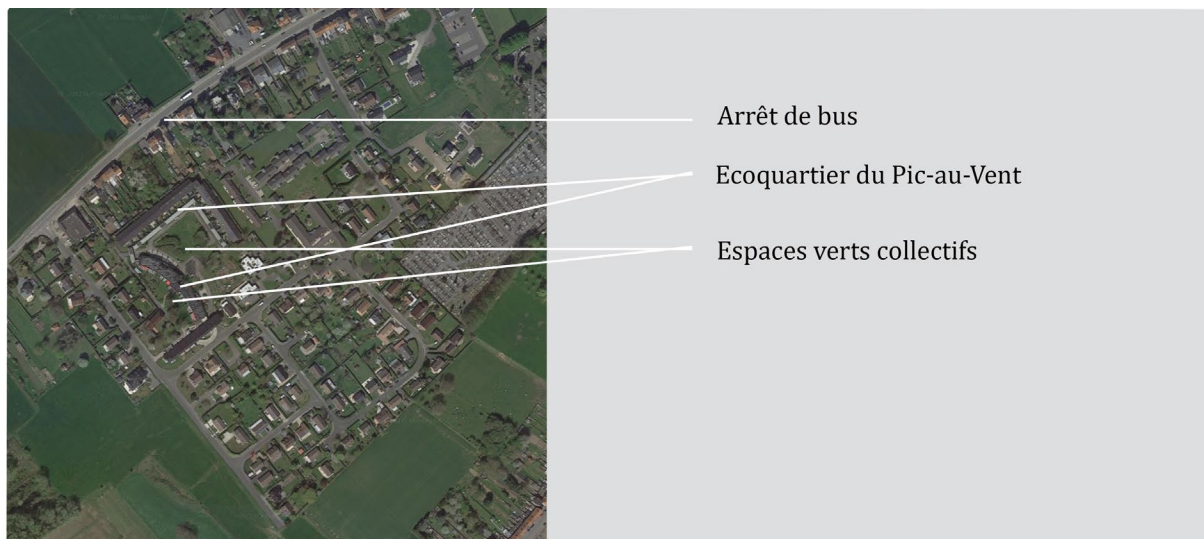 Arrêt de bus
Ecoquartier du Pic-au-Vent
Espaces verts collectifs